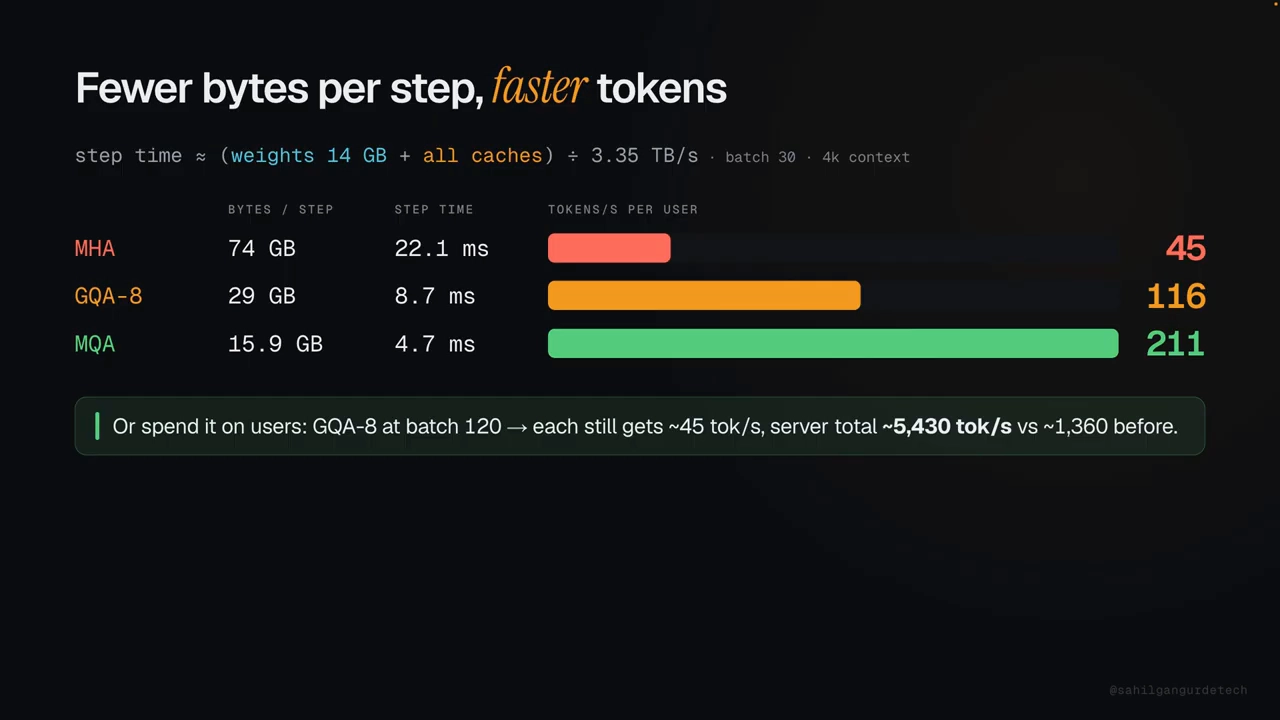 Fewer bytes per step, faster tokens
step time ≈ (weights 14 GB + all caches) ÷ 3.35 TB/s · batch 30 · 4k context
BYTES / STEP STEP TIME TOKENS/S PER USER
MHA 74 GB 22.1 ms 45
GQA-8 29 GB 8.7 ms 116
MQA 15.9 GB 4.7 ms 211
Or spend it on users: GQA-8 at batch 120 → each still gets ~45 tok/s, server total ~5,430 tok/s vs ~1,360 before.
@sahilgangurdetech